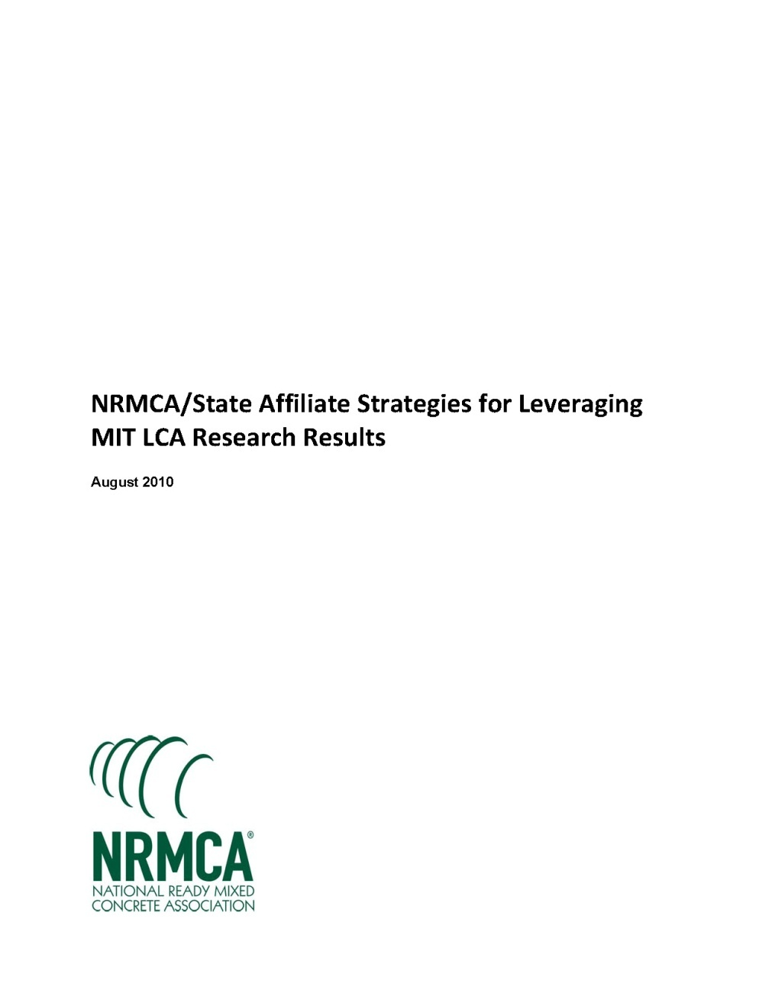 NRMCA/State Affiliate Strategies for Leveraging
MIT LCA Research Results
August 2010
NRMCA®
NATIONAL READY MIXED
CONCRETE ASSOCIATION